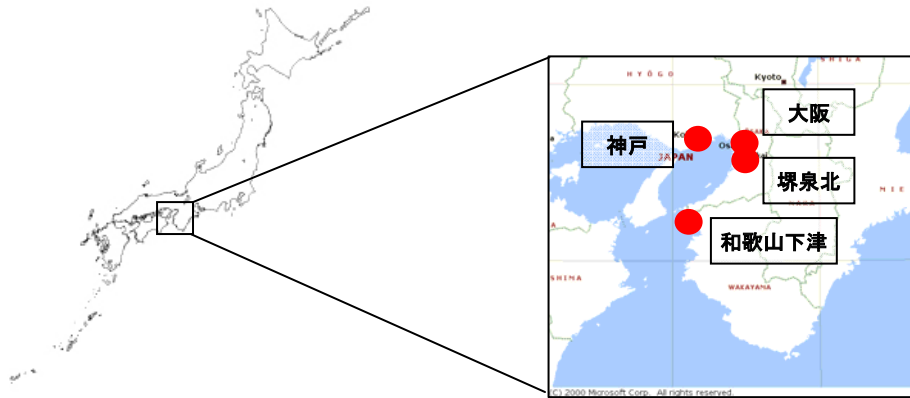 SHIGA
HYŌGO
Kyoto
大阪
神戸
JAPAN
堺泉北
MIE
和歌山下津
WAKAYAMA
(C) 2000 Microsoft Corp. All rights reserved.